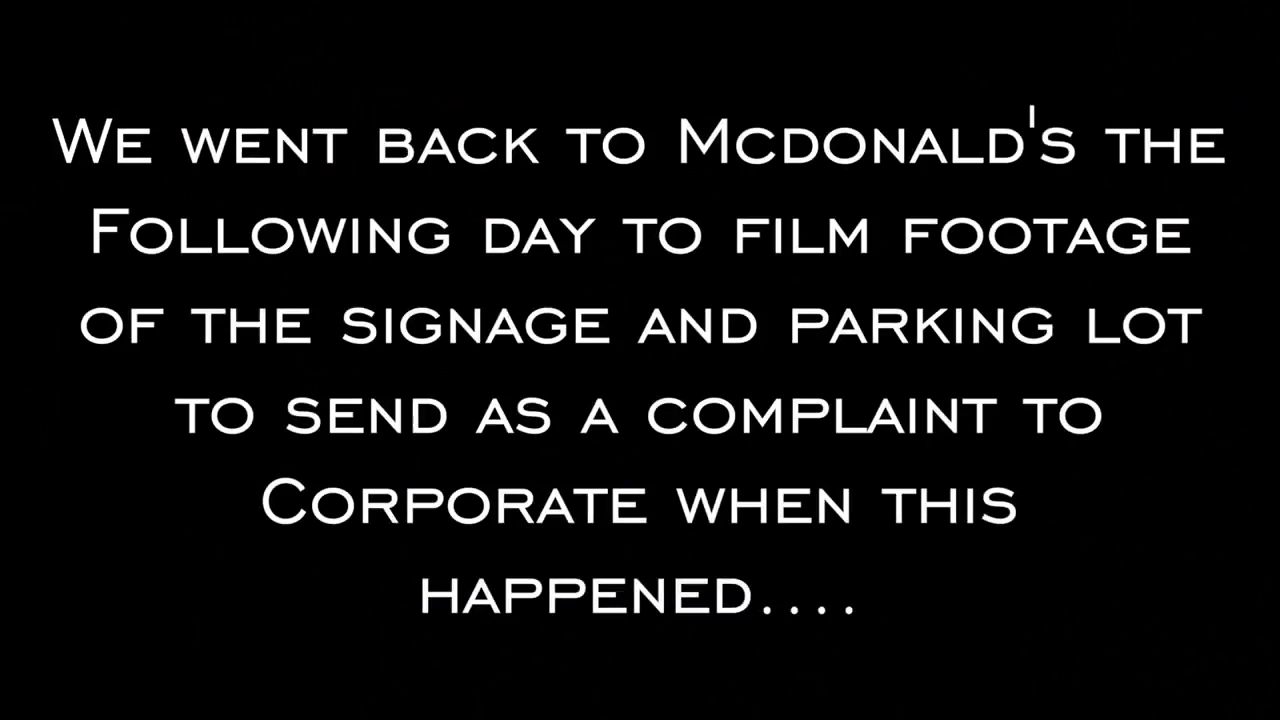 We went back to Mcdonald's the
Following day to film footage
of the signage and parking lot
to send as a complaint to
Corporate when this
happened....